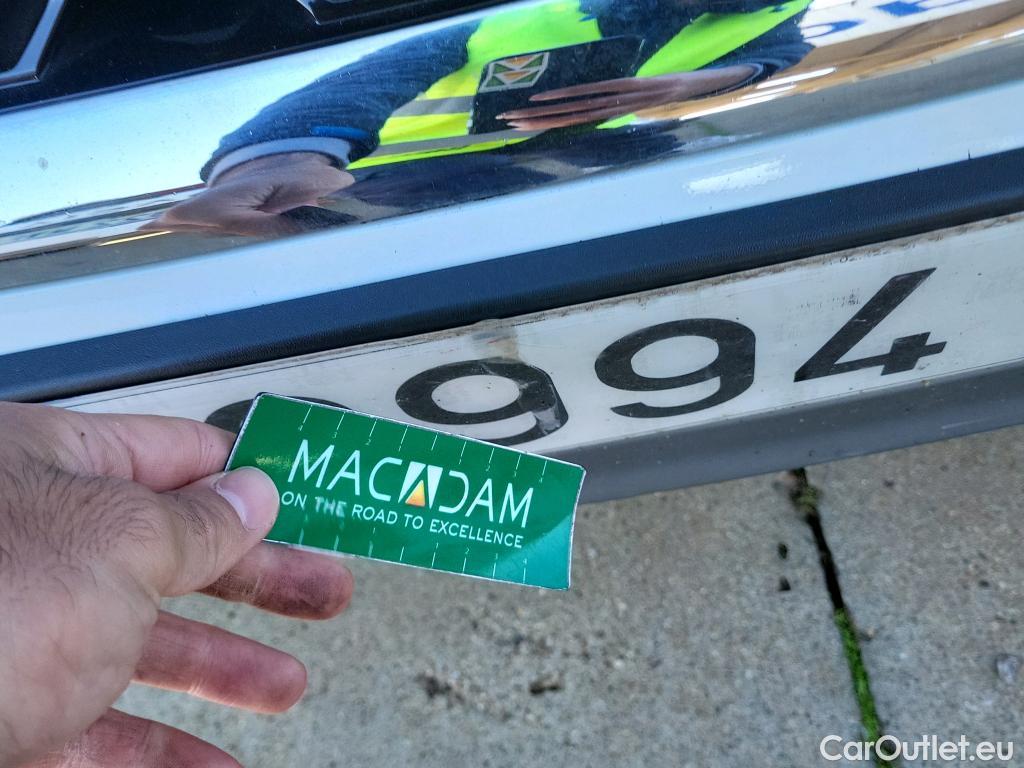 994
MACADAM
ON THE ROAD TO EXCELLENCE
CarOutlet.eu